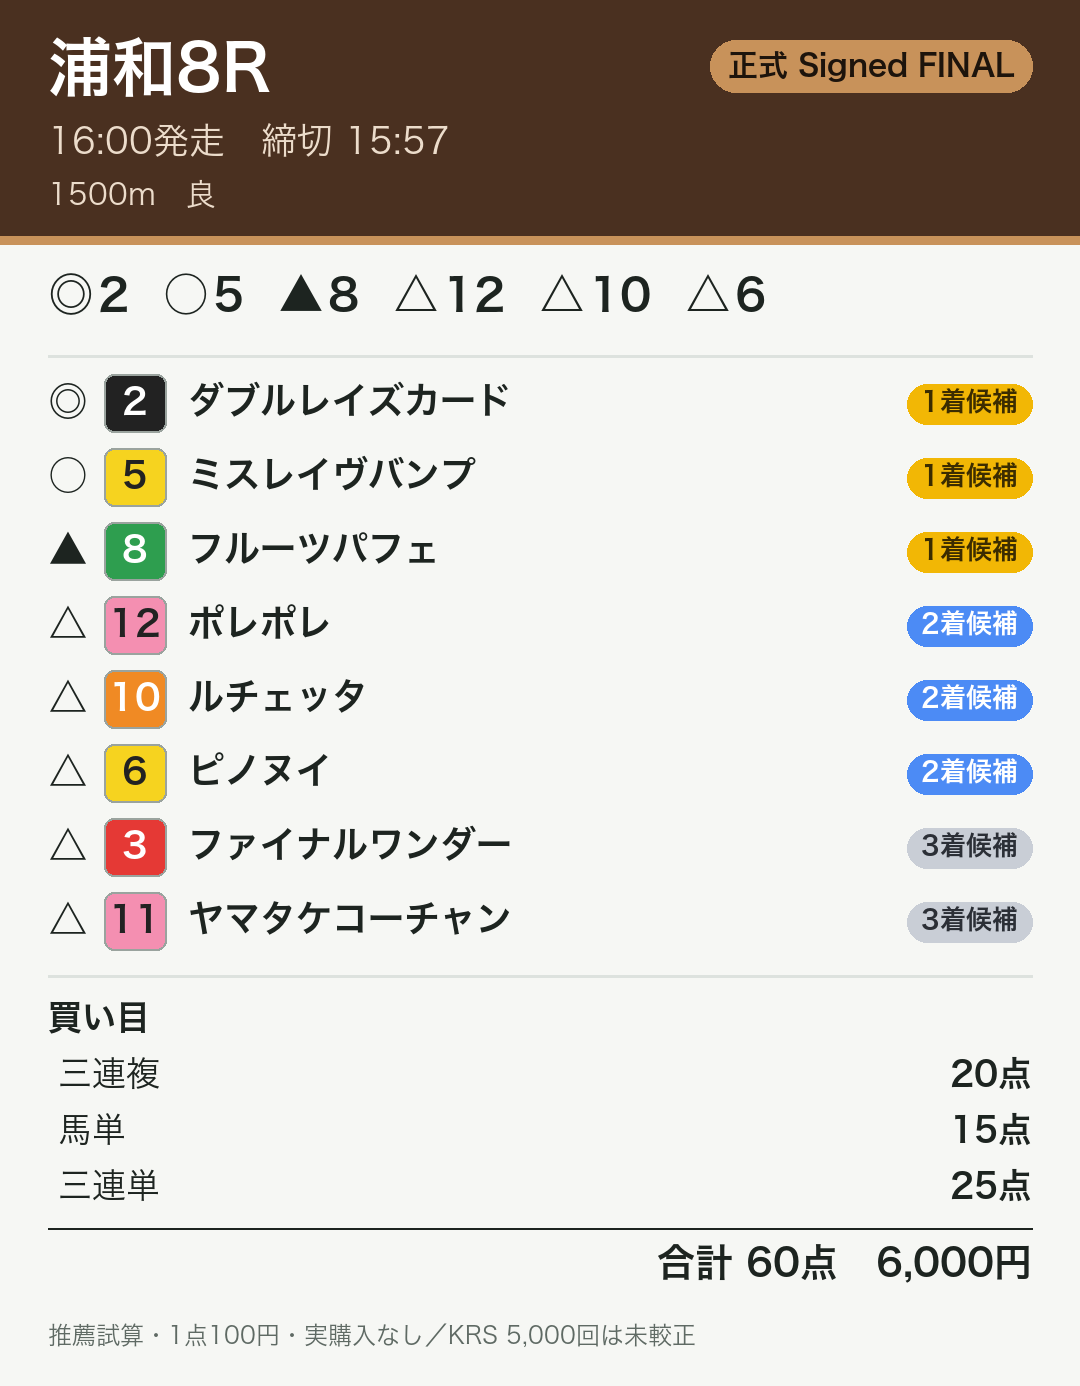 浦和8R
正式 Signed FINAL
16:00発走　締切 15:57
1500m　良
◎2 ○5 ▲8 △12 △10 △6
◎ 2 ダブルレイズカード 1着候補
○ 5 ミスレイヴバンプ 1着候補
▲ 8 フルーツパフェ 1着候補
△ 12 ポレポレ 2着候補
△ 10 ルチェッタ 2着候補
△ 6 ピノヌイ 2着候補
△ 3 ファイナルワンダー 3着候補
△ 11 ヤマタケコーチャン 3着候補
買い目
三連複 20点
馬単 15点
三連単 25点
合計 60点　6,000円
推薦試算・1点100円・実購入なし／KRS 5,000回は未較正